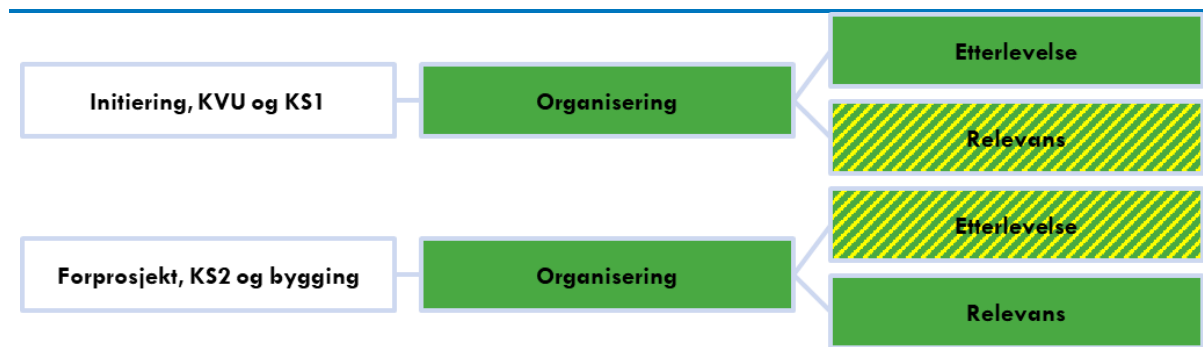 Etterlevelse
Initiering, KVU og KS1
Organisering
Relevans
Etterlevelse
Forprosjekt, KS2 og bygging
Organisering
Relevans